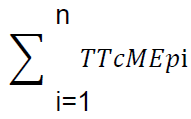 n
∑ TTcMEpi
i=1